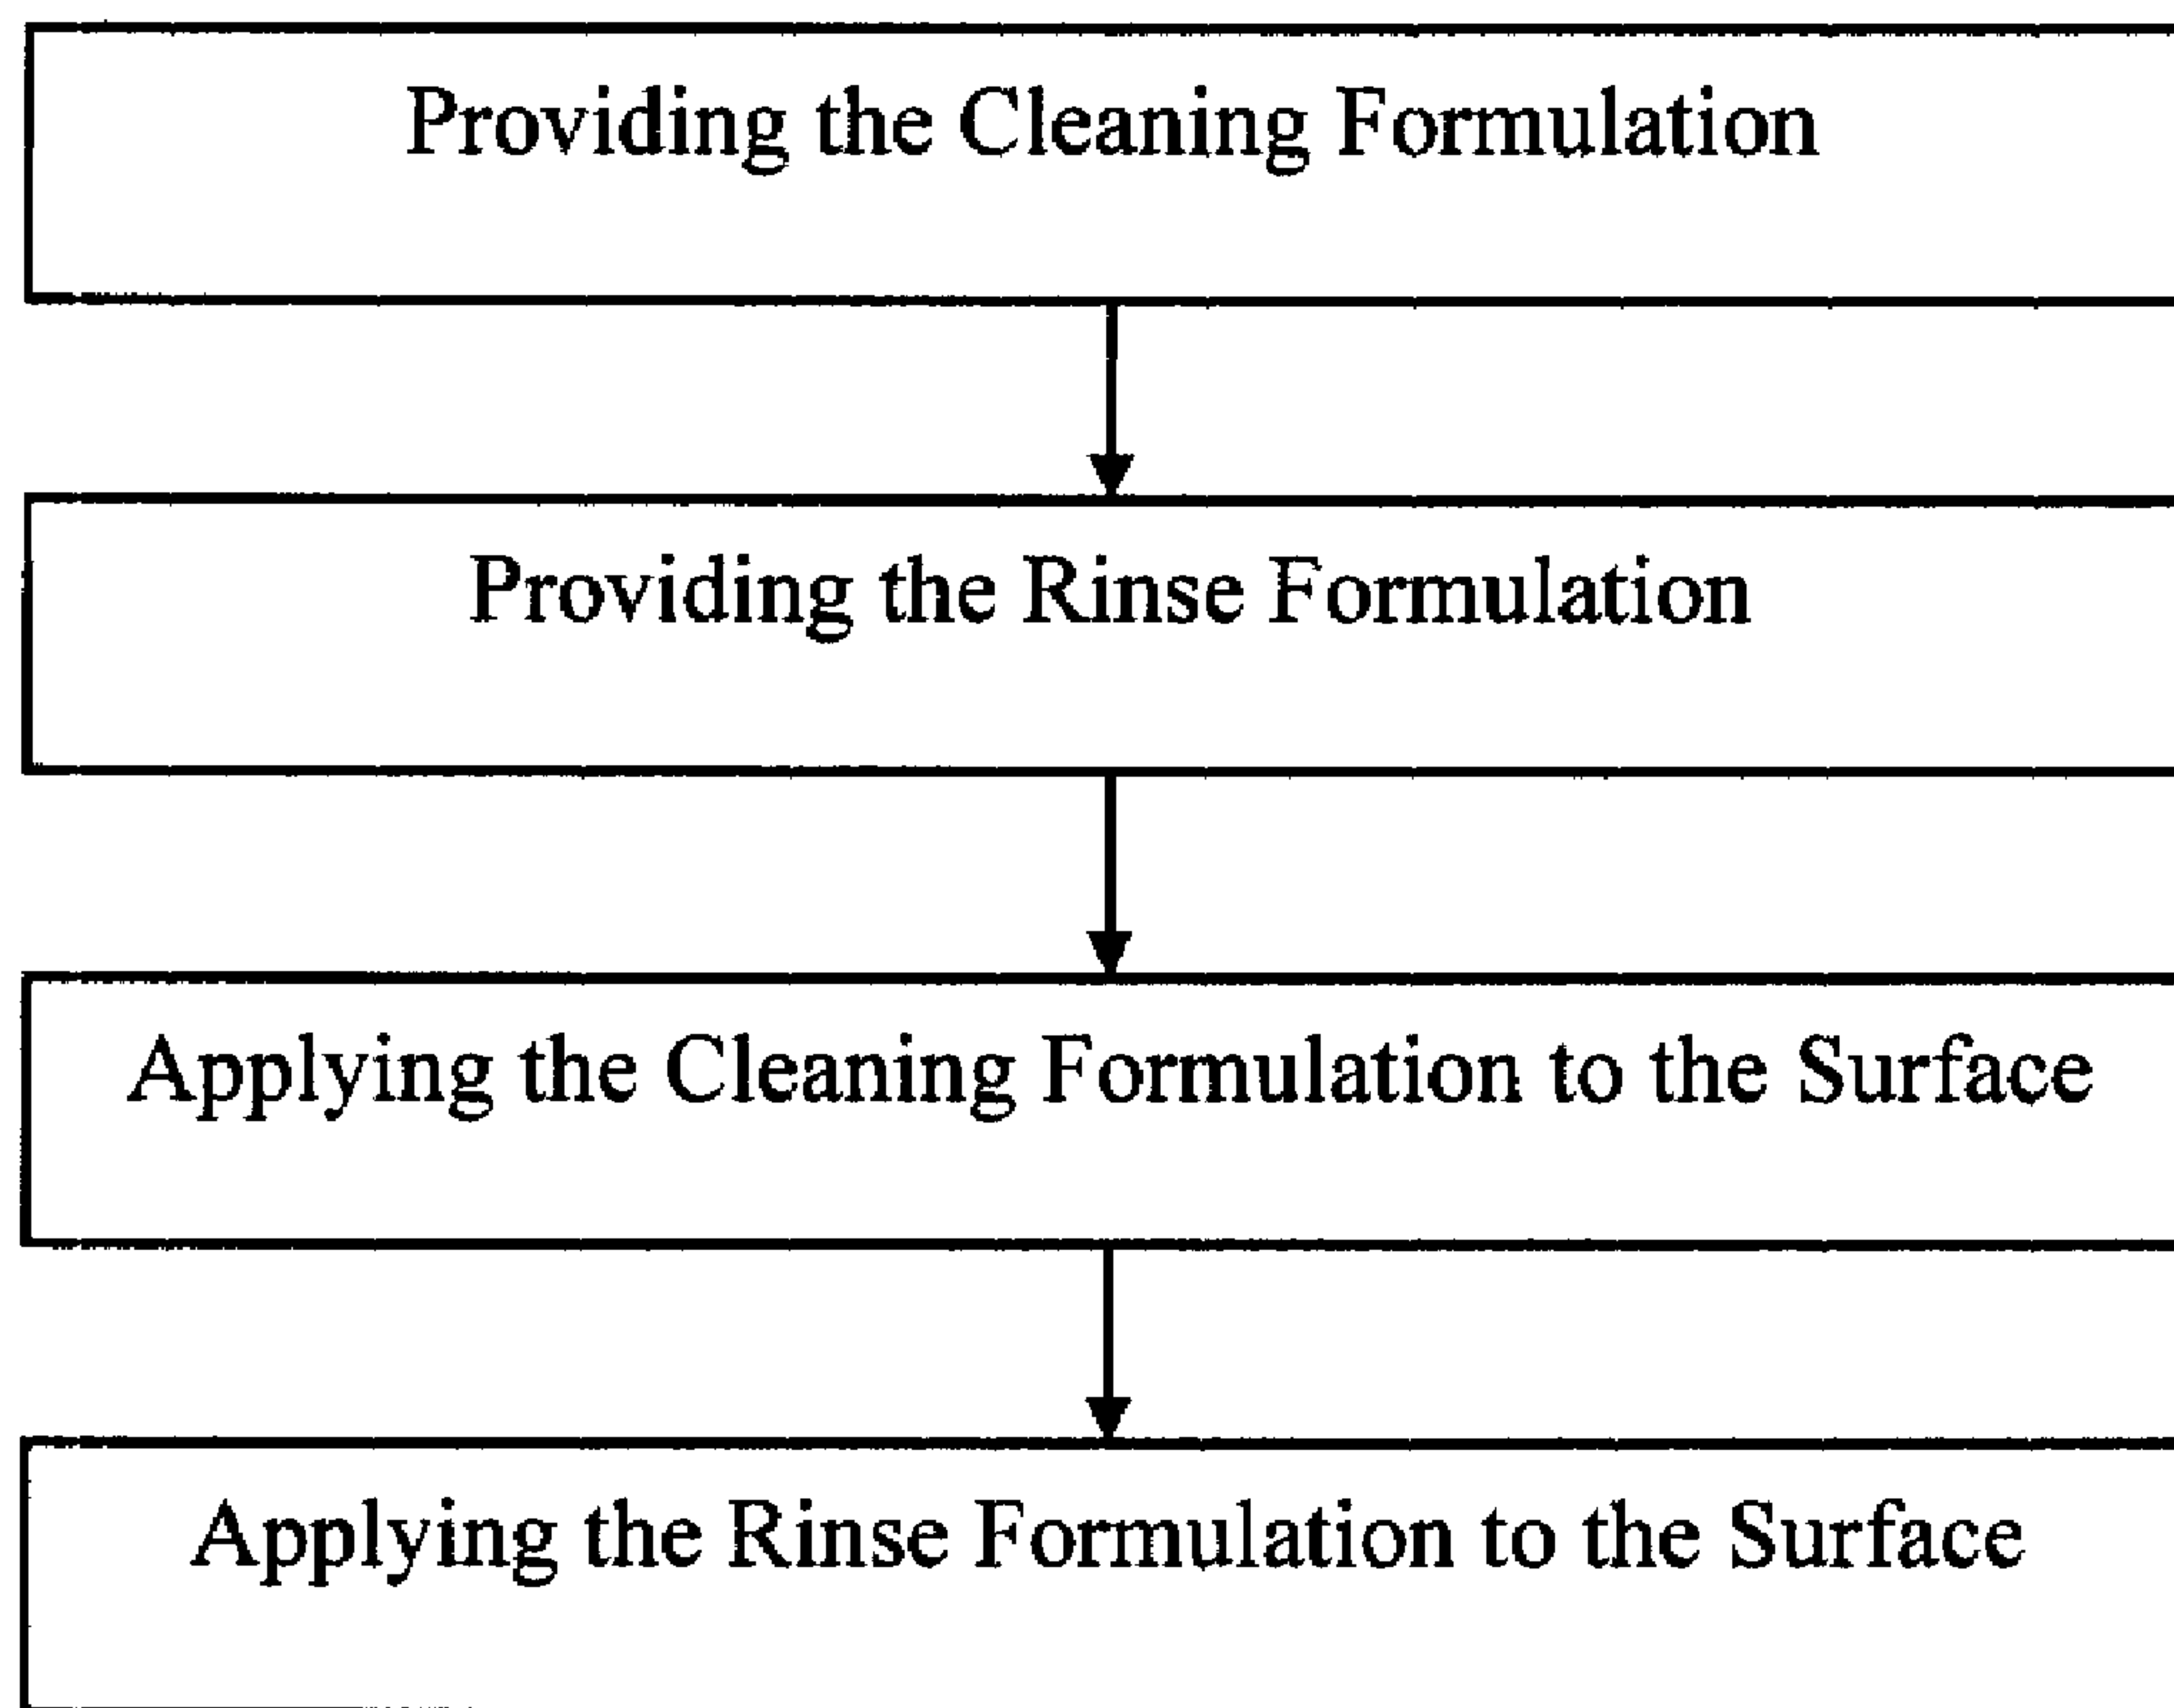 Providing the Cleaning Formulation
Providing the Rinse Formulation
Applying the Cleaning Formulation to the Surface
Applying the Rinse Formulation to the Surface